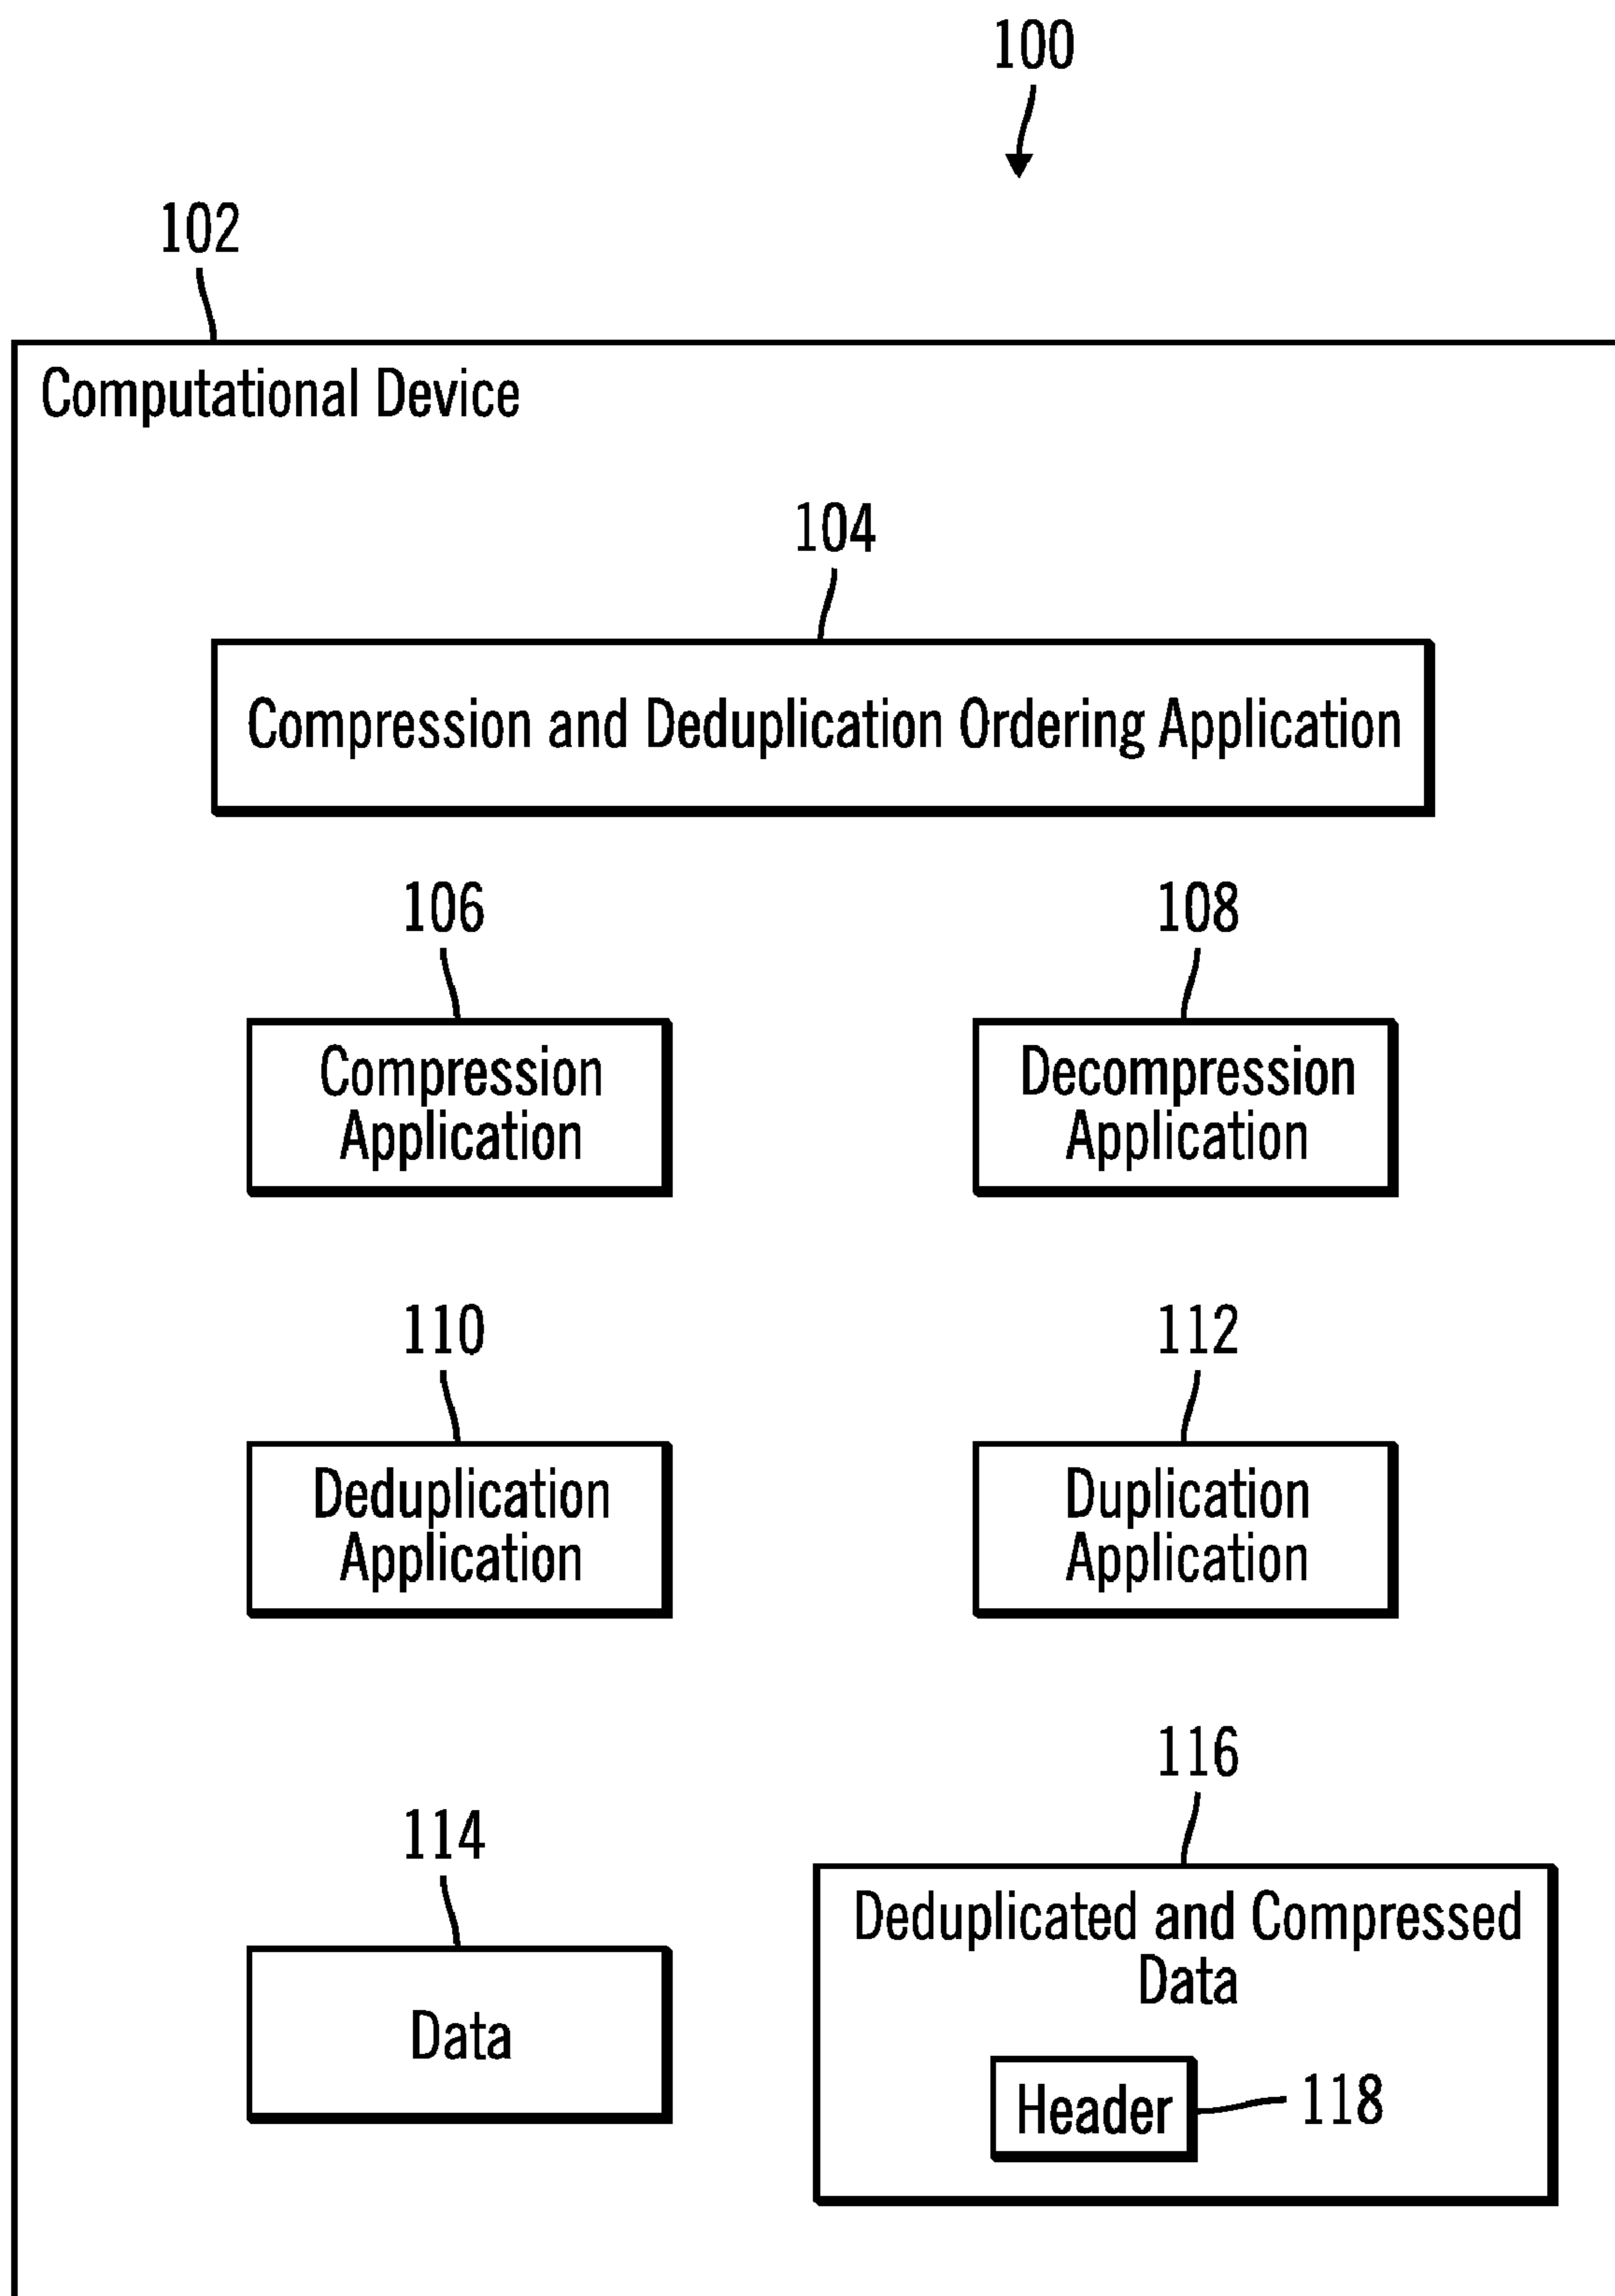 100
102
Computational Device
104
Compression and Deduplication Ordering Application
106
108
Compression
Application
Decompression
Application
110
112
Deduplication
Application
Duplication
Application
114
116
Data
Deduplicated and Compressed
Data
Header
118